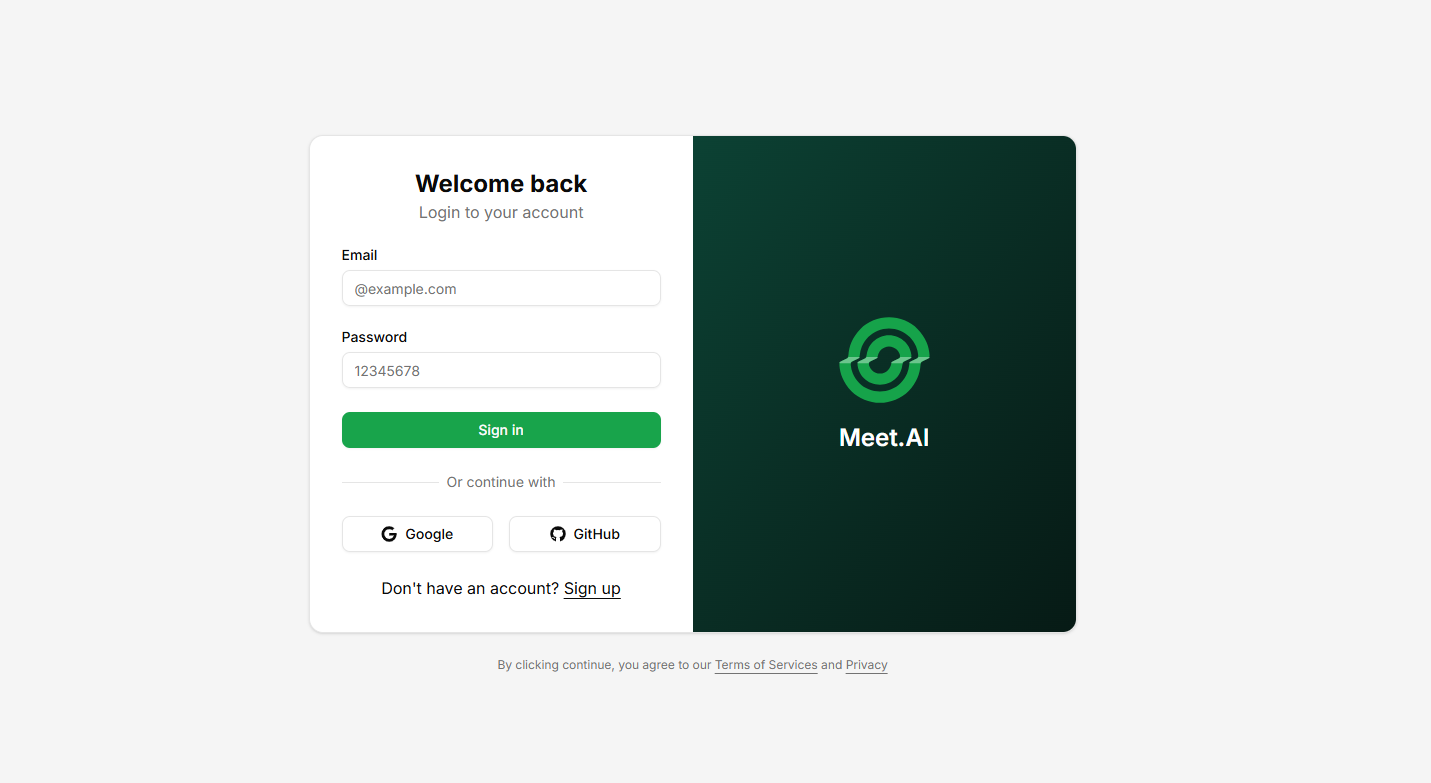 Welcome back
Login to your account
Email
@example.com
Password
12345678
Sign in
Or continue with
Google
GitHub
Don't have an account? Sign up
Meet.AI
By clicking continue, you agree to our Terms of Services and Privacy